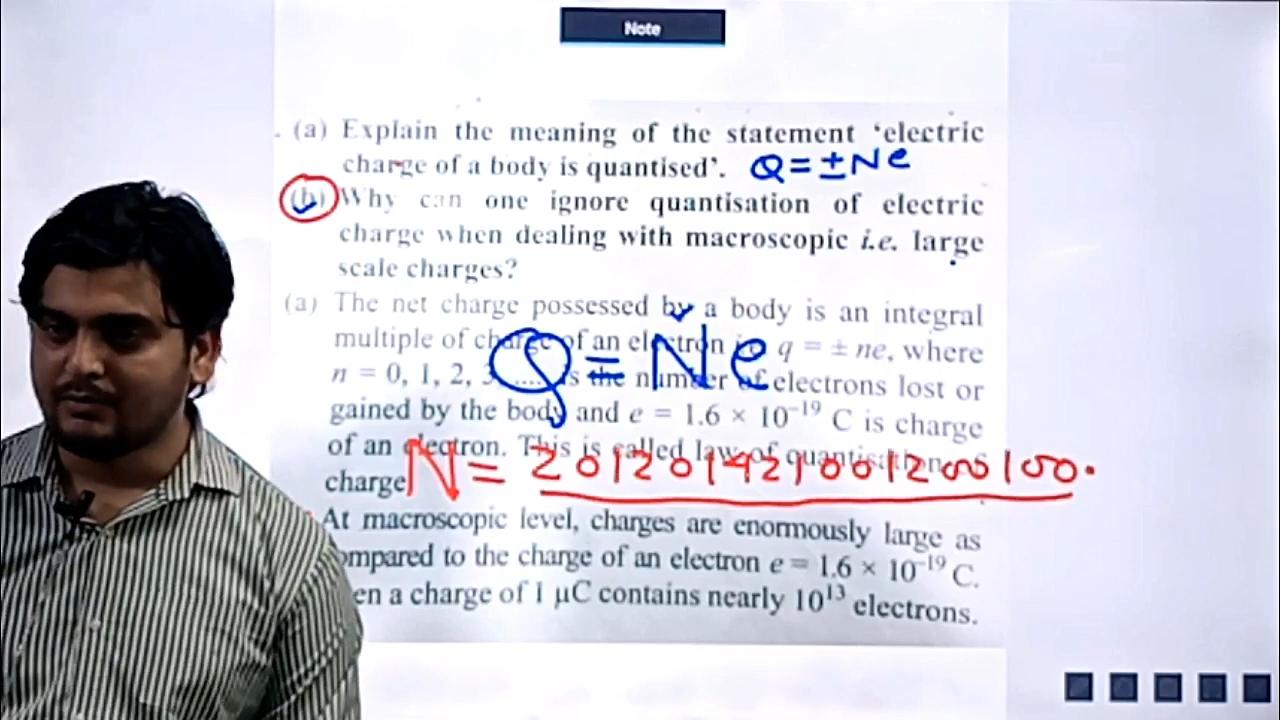 Note
(a) Explain the meaning of the statement ‘electric
charge of a body is quantised’. Q = ± Ne
(b) Why can one ignore quantisation of electric
charge when dealing with macroscopic i.e. large
scale charges?
(a) The net charge possessed by a body is an integral
multiple of charge of an electron q = ± ne, where
n = 0, 1, 2, 3 ..... is the number of electrons lost or
Q = Ne
gained by the body and e = 1.6 × 10⁻¹⁹ C is charge
of an electron. This is called law of quantisation of
charge
N = 20120142100120010 0.
At macroscopic level, charges are enormously large as
compared to the charge of an electron e = 1.6 × 10⁻¹⁹ C.
a charge of 1 µC contains nearly 10¹³ electrons.